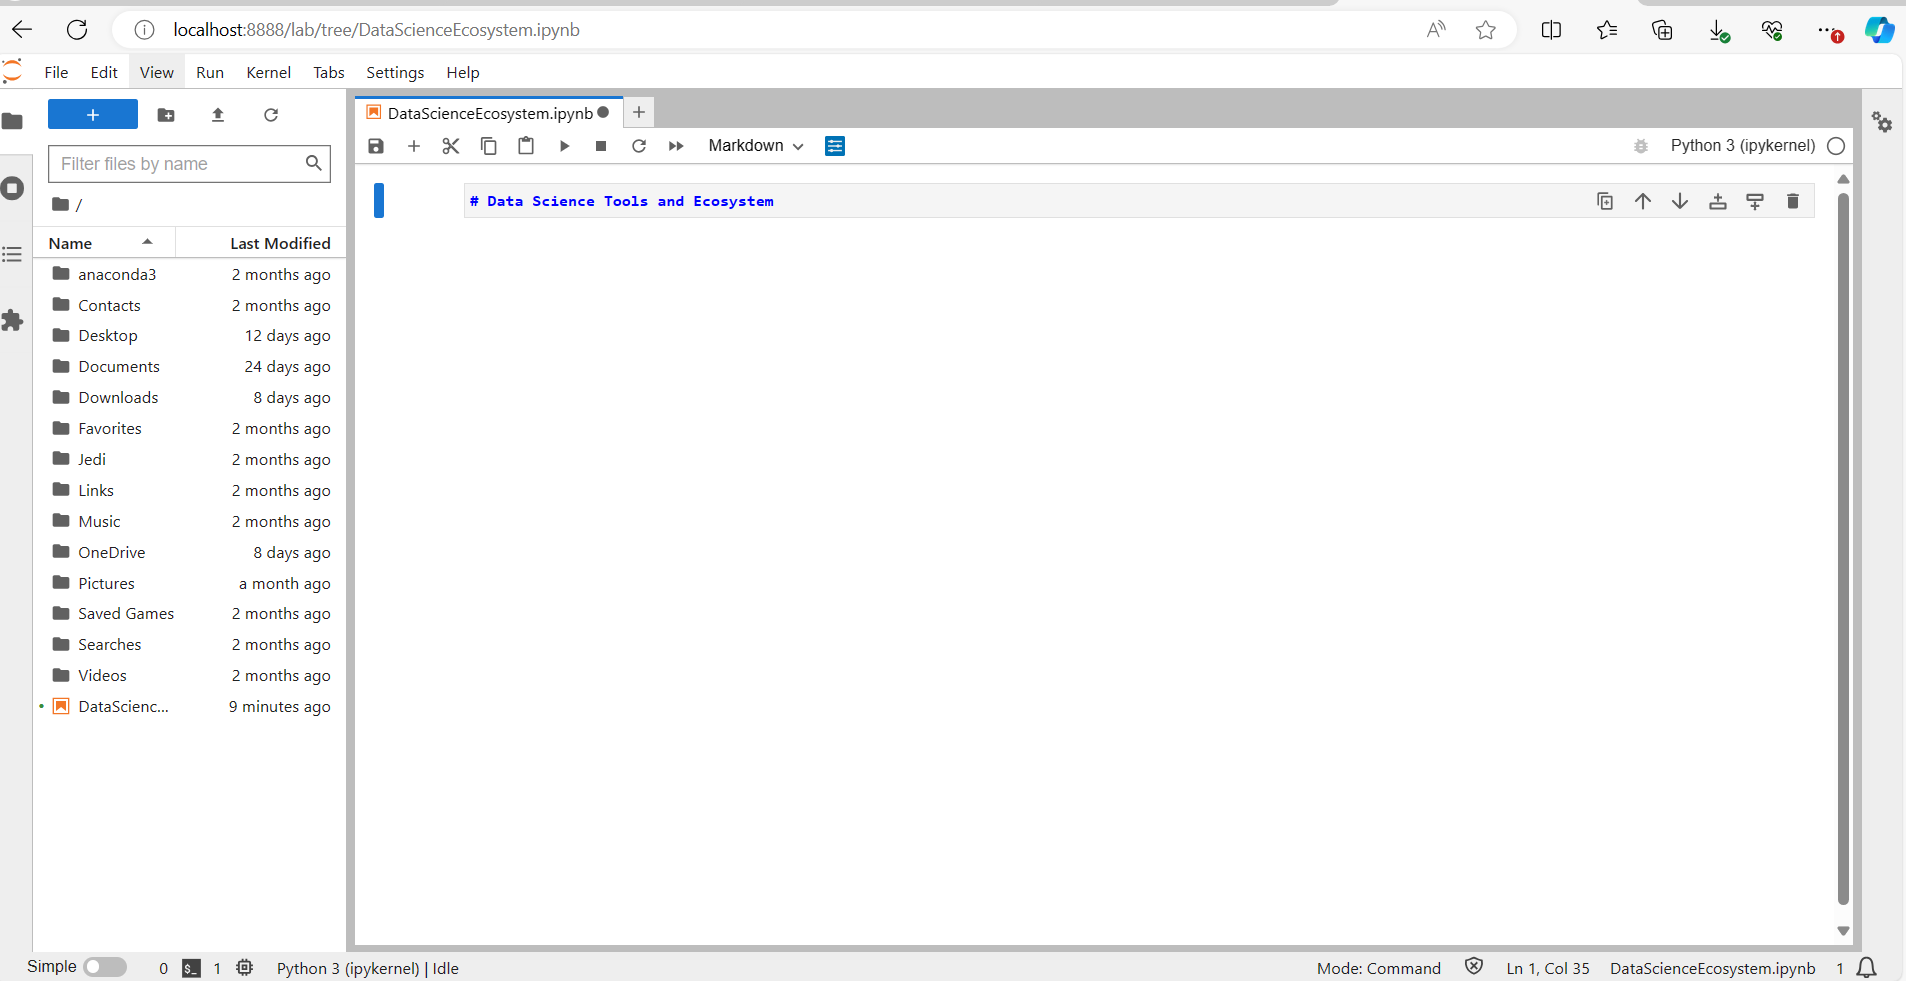 localhost:8888/lab/tree/DataScienceEcosystem.ipynb
File Edit View Run Kernel Tabs Settings Help
DataScienceEcosystem.ipynb
Filter files by name
Markdown
Python 3 (ipykernel)
/
# Data Science Tools and Ecosystem
Name Last Modified
anaconda3 2 months ago
Contacts 2 months ago
Desktop 12 days ago
Documents 24 days ago
Downloads 8 days ago
Favorites 2 months ago
Jedi 2 months ago
Links 2 months ago
Music 2 months ago
OneDrive 8 days ago
Pictures a month ago
Saved Games 2 months ago
Searches 2 months ago
Videos 2 months ago
DataScienc... 9 minutes ago
Simple 0 $_ 1 Python 3 (ipykernel) | Idle Mode: Command Ln 1, Col 35 DataScienceEcosystem.ipynb 1